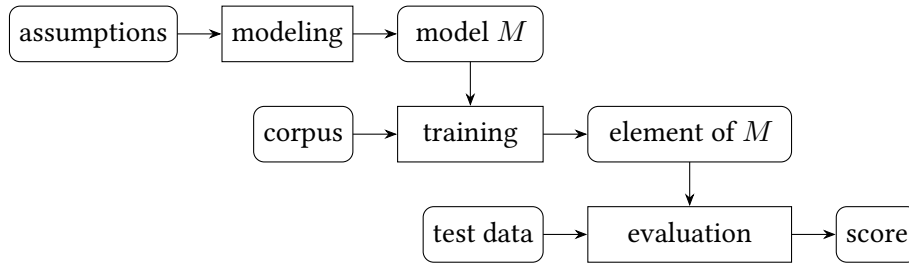 assumptions modeling model M
corpus training element of M
test data evaluation score